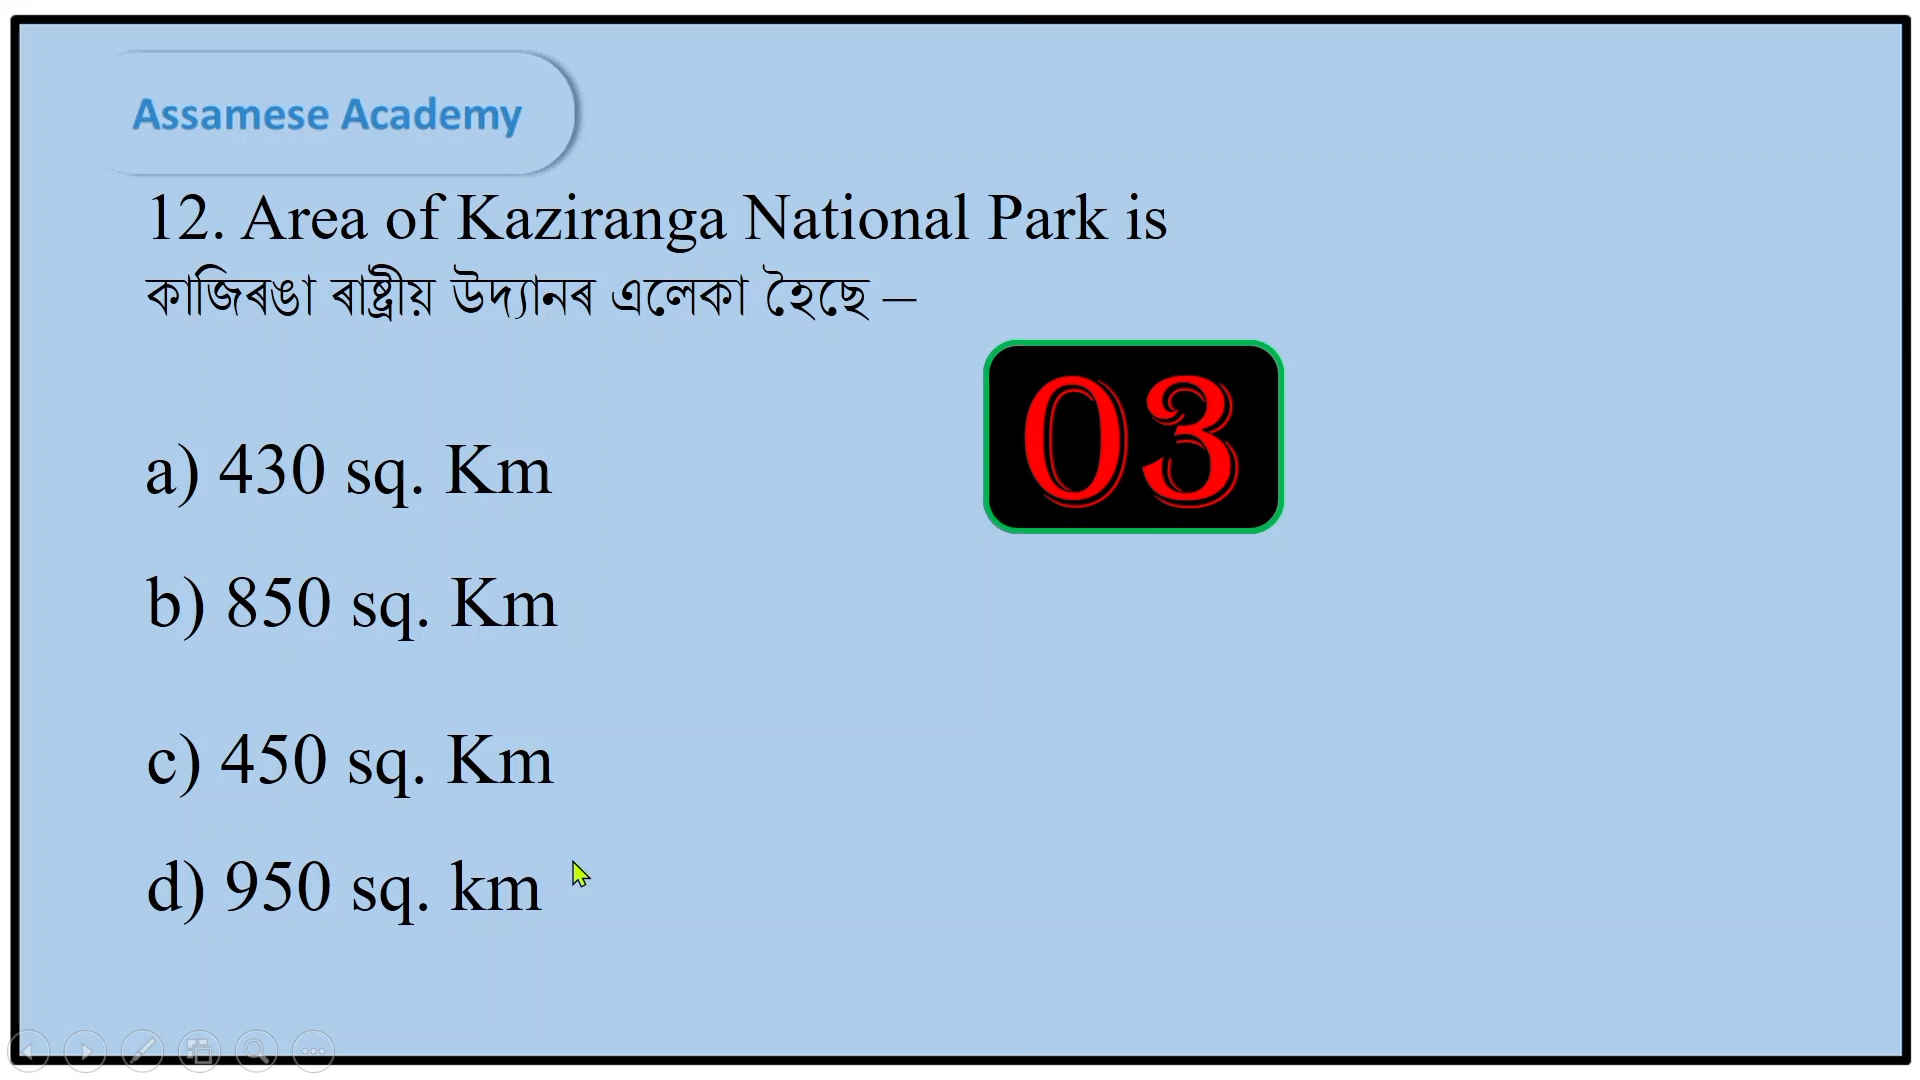 Assamese Academy
12. Area of Kaziranga National Park is
কাজিৰঙা ৰাষ্ট্ৰীয় উদ্যানৰ এলেকা হৈছে –
03
a) 430 sq. Km
b) 850 sq. Km
c) 450 sq. Km
d) 950 sq. km